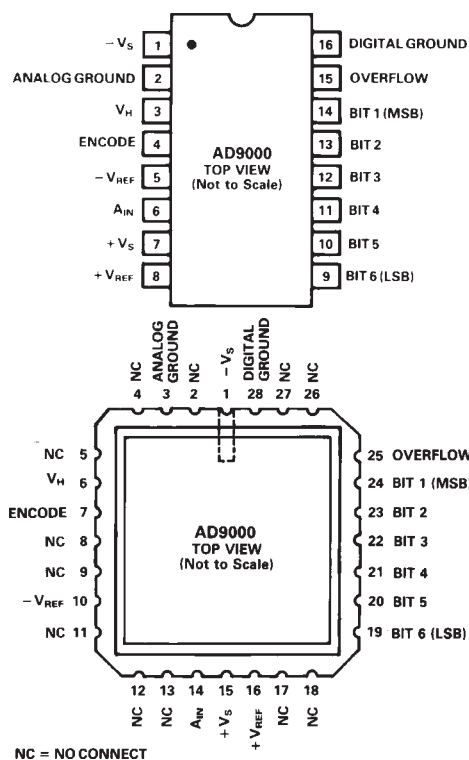 – VS 1 16 DIGITAL GROUND
ANALOG GROUND 2 15 OVERFLOW
VH 3 14 BIT 1 (MSB)
ENCODE 4 13 BIT 2
– VREF 5 12 BIT 3
AIN 6 11 BIT 4
+ VS 7 10 BIT 5
+ VREF 8 9 BIT 6 (LSB)
AD9000
TOP VIEW
(Not to Scale)
NC ANALOG GROUND NC – VS DIGITAL GROUND NC NC
4 3 2 1 28 27 26
NC 5 25 OVERFLOW
VH 6 24 BIT 1 (MSB)
ENCODE 7 23 BIT 2
NC 8 22 BIT 3
NC 9 21 BIT 4
– VREF 10 20 BIT 5
NC 11 19 BIT 6 (LSB)
AD9000
TOP VIEW
(Not to Scale)
12 13 14 15 16 17 18
NC NC AIN + VS + VREF NC NC
NC = NO CONNECT